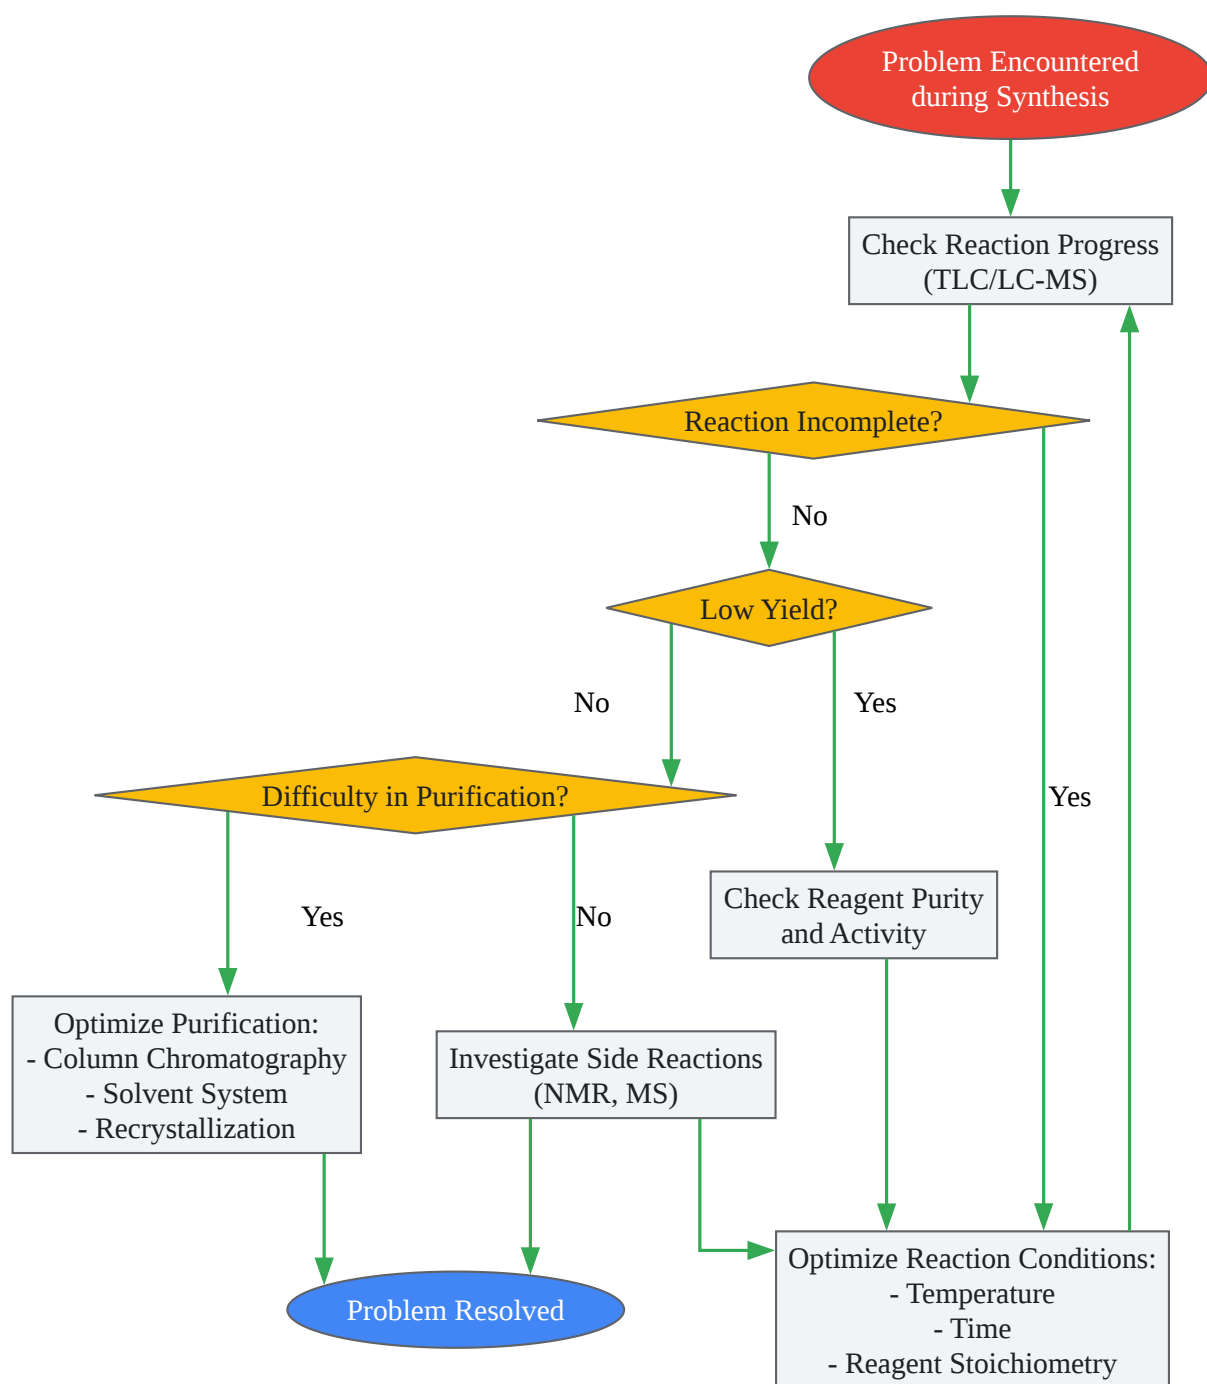 Problem Encountered
during Synthesis
Check Reaction Progress
(TLC/LC-MS)
Reaction Incomplete?
No
Low Yield?
No
Yes
Difficulty in Purification?
Yes
Yes
No
Check Reagent Purity
and Activity
Optimize Purification:
- Column Chromatography
- Solvent System
- Recrystallization
Investigate Side Reactions
(NMR, MS)
Problem Resolved
Optimize Reaction Conditions:
- Temperature
- Time
- Reagent Stoichiometry